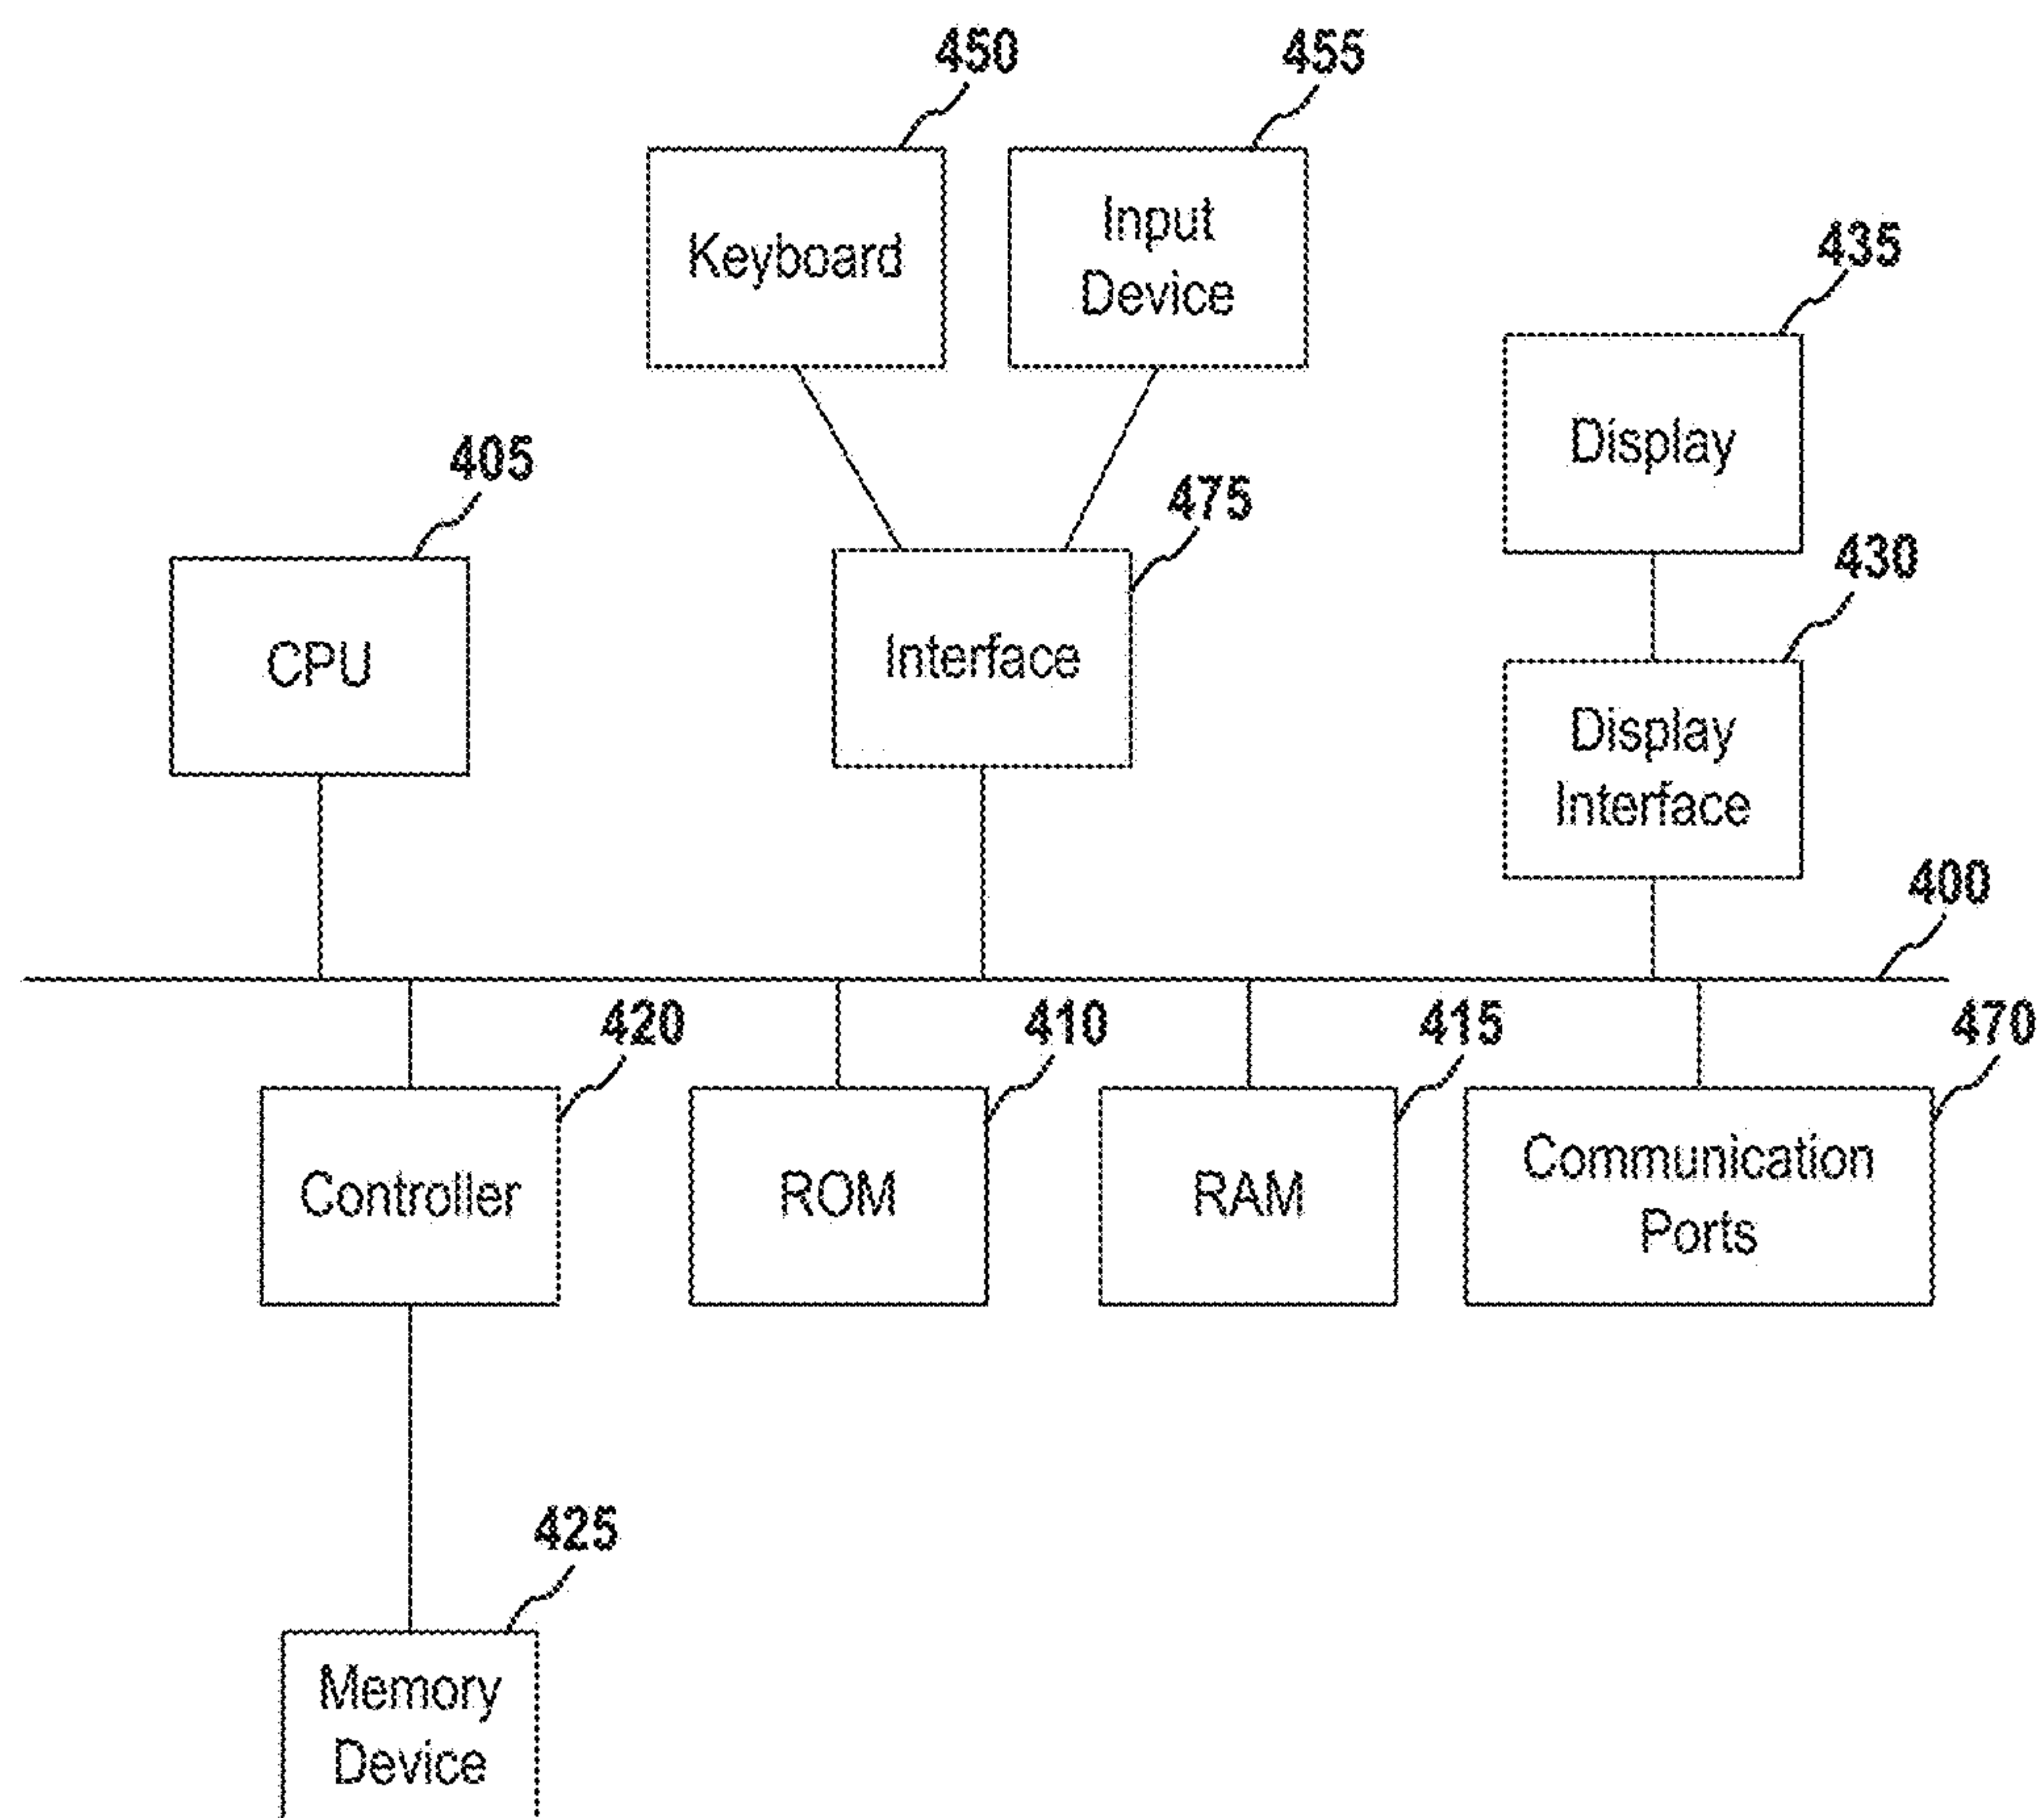 450
455
Keyboard
Input
Device
435
Display
405
475
430
CPU
Interface
Display
Interface
400
420
410
415
470
Controller
ROM
RAM
Communication
Ports
425
Memory
Device